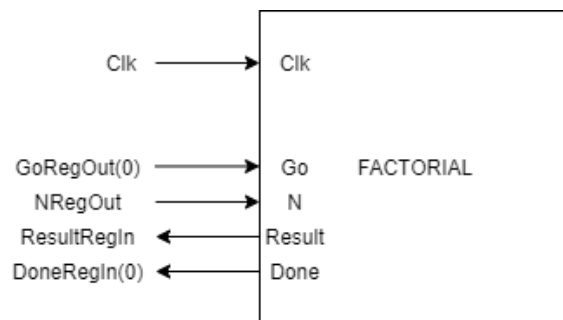 Clk Clk
GoRegOut(0) Go FACTORIAL
NRegOut N
ResultRegIn Result
DoneRegIn(0) Done